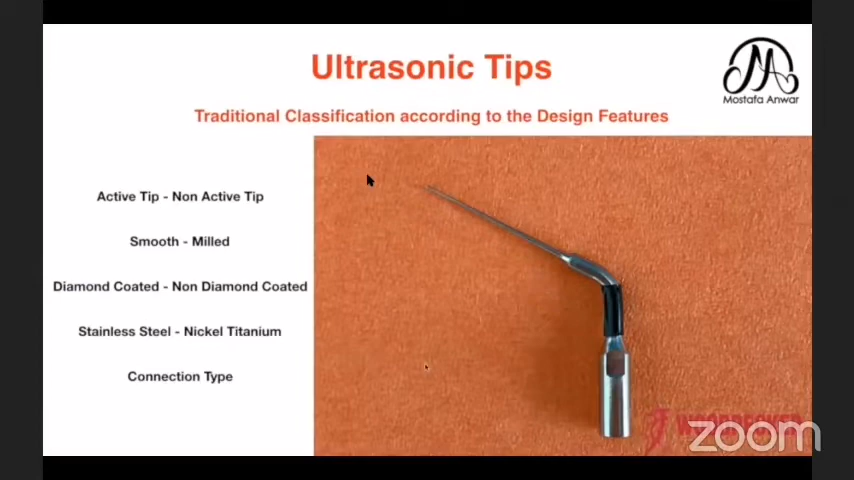 Ultrasonic Tips
Mostafa Anwar
Traditional Classification according to the Design Features
Active Tip - Non Active Tip
Smooth - Milled
Diamond Coated - Non Diamond Coated
Stainless Steel - Nickel Titanium
Connection Type
WOODPECKER
zoom